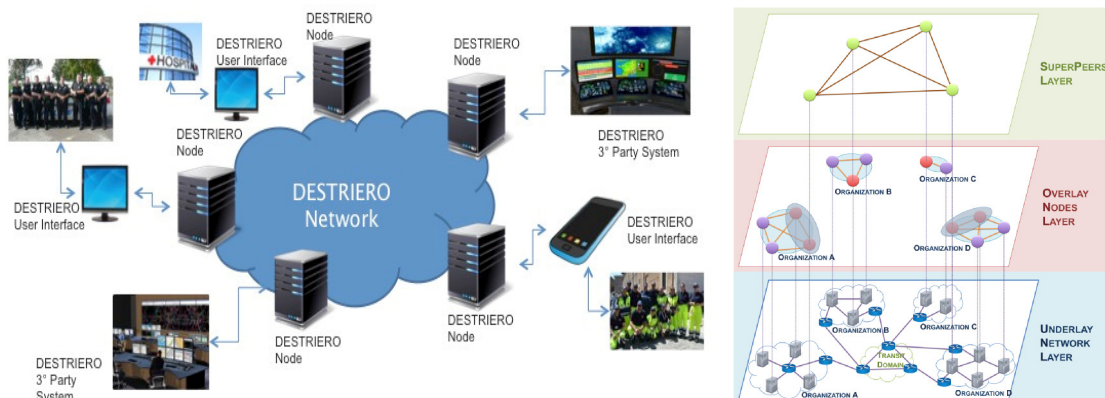 DESTRIERO
Node
DESTRIERO
User Interface
HOSPITAL
DESTRIERO
Node
DESTRIERO
3° Party System
DESTRIERO
Node
DESTRIERO
User Interface
DESTRIERO
Network
DESTRIERO
User Interface
DESTRIERO
Node
DESTRIERO
Node
DESTRIERO
3° Party
System
SUPERPEERS
LAYER
ORGANIZATION B
ORGANIZATION C
ORGANIZATION A
ORGANIZATION D
OVERLAY
NODES
LAYER
ORGANIZATION B
ORGANIZATION C
TRANSIT
DOMAIN
ORGANIZATION A
ORGANIZATION D
UNDERLAY
NETWORK
LAYER